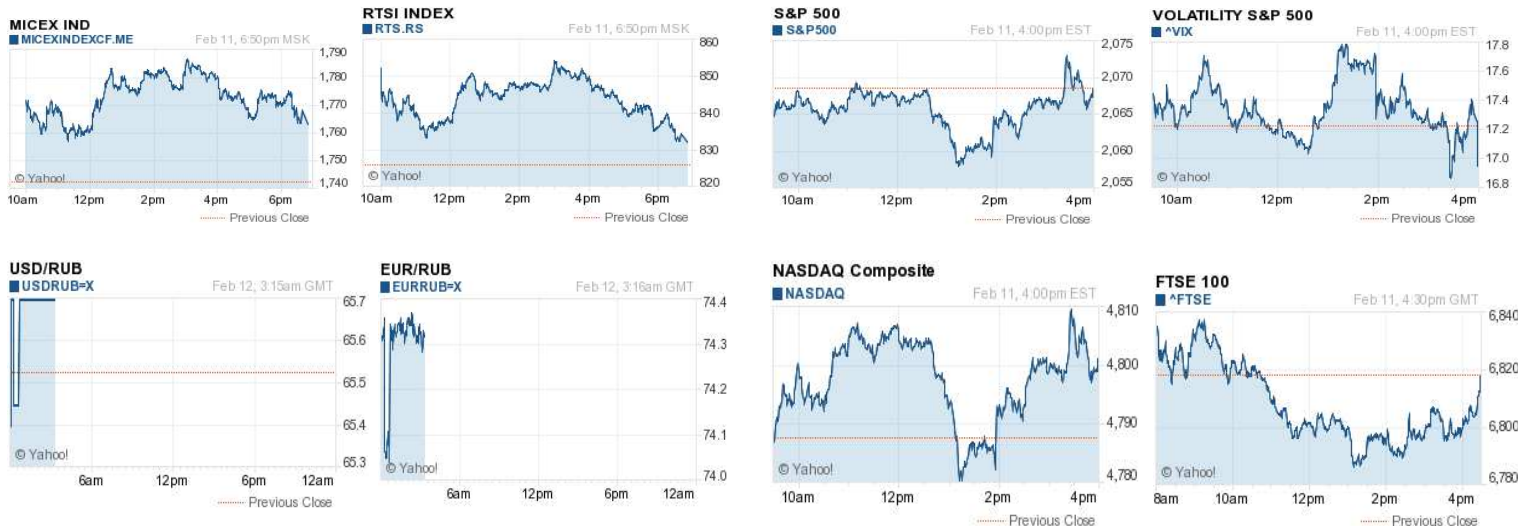 MICEX IND
MICEXINDEXCF.ME Feb 11, 6:50pm MSK
1,790
1,780
1,770
1,760
1,750
1,740
© Yahoo!
10am 12pm 2pm 4pm 6pm
Previous Close
RTSI INDEX
RTS.RS Feb 11, 6:50pm MSK
860
850
840
830
820
© Yahoo!
10am 12pm 2pm 4pm 6pm
Previous Close
S&P 500
S&P500 Feb 11, 4:00pm EST
2,075
2,070
2,065
2,060
2,055
© Yahoo!
10am 12pm 2pm 4pm
Previous Close
VOLATILITY S&P 500
^VIX Feb 11, 4:00pm EST
17.8
17.6
17.4
17.2
17.0
16.8
© Yahoo!
10am 12pm 2pm 4pm
Previous Close
USD/RUB
USDRUB=X Feb 12, 3:15am GMT
65.7
65.6
65.5
65.4
65.3
© Yahoo!
6am 12pm 6pm 12am
Previous Close
EUR/RUB
EURRUB=X Feb 12, 3:16am GMT
74.4
74.3
74.2
74.1
74.0
© Yahoo!
6am 12pm 6pm 12am
NASDAQ Composite
NASDAQ Feb 11, 4:00pm EST
4,810
4,800
4,790
4,780
© Yahoo!
10am 12pm 2pm 4pm
Previous Close
FTSE 100
^FTSE Feb 11, 4:30pm GMT
6,840
6,820
6,800
6,780
© Yahoo!
8am 10am 12pm 2pm 4pm
Previous Close